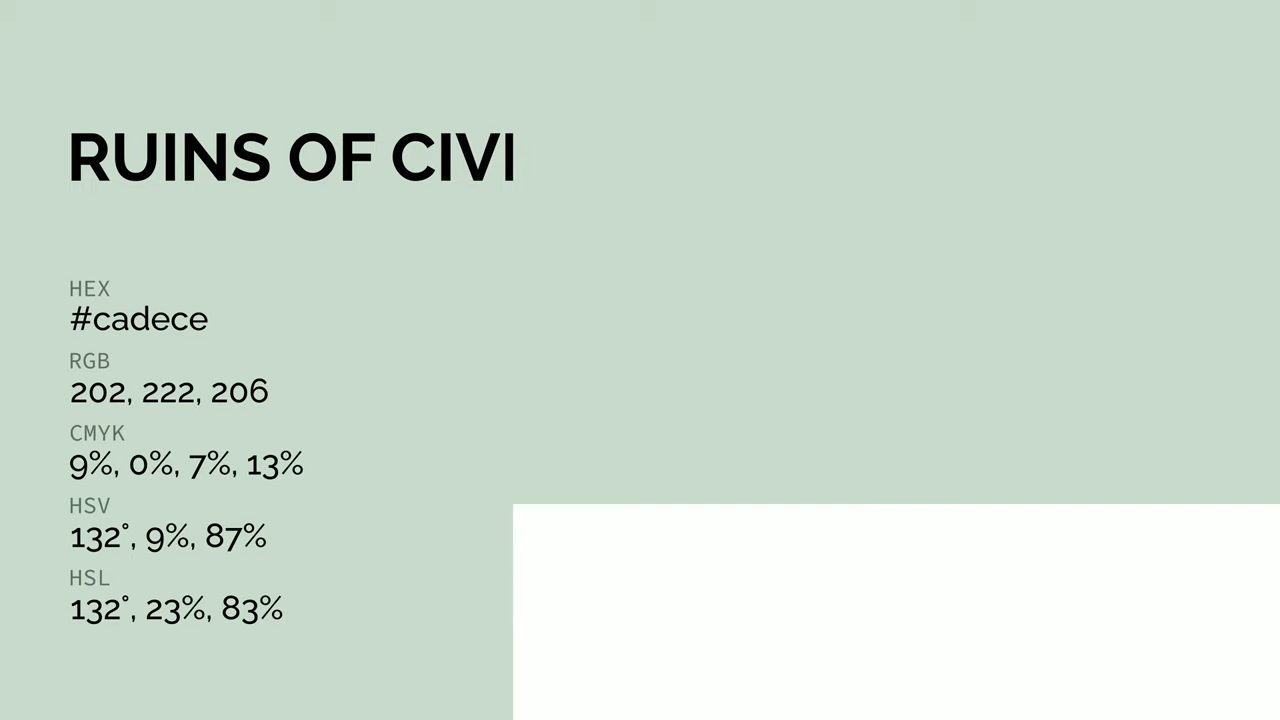 RUINS OF CIVI
HEX
#cadece
RGB
202, 222, 206
CMYK
9%, 0%, 7%, 13%
HSV
132°, 9%, 87%
HSL
132°, 23%, 83%